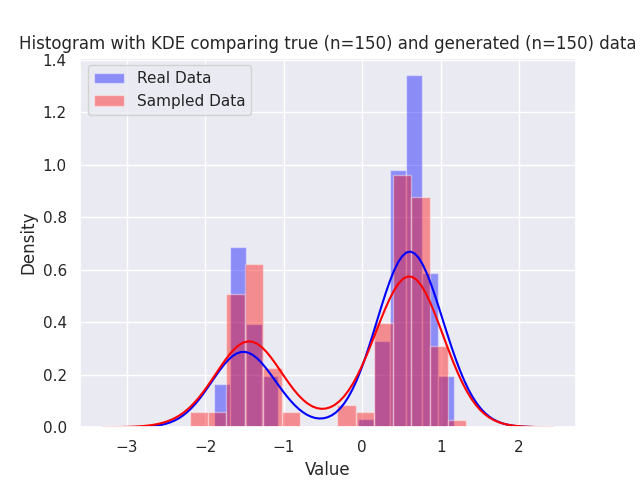 Histogram with KDE comparing true (n=150) and generated (n=150) data
Real Data
Sampled Data
1.4
1.2
1.0
0.8
0.6
0.4
0.2
0.0
Density
−3
−2
−1
0
1
2
Value